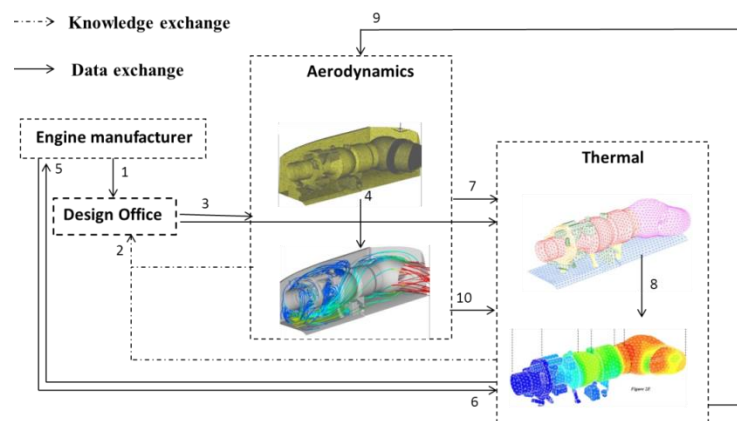 Knowledge exchange
9
Data exchange
Aerodynamics
Engine manufacturer
Thermal
5
1
7
3
4
Design Office
2
8
10
6